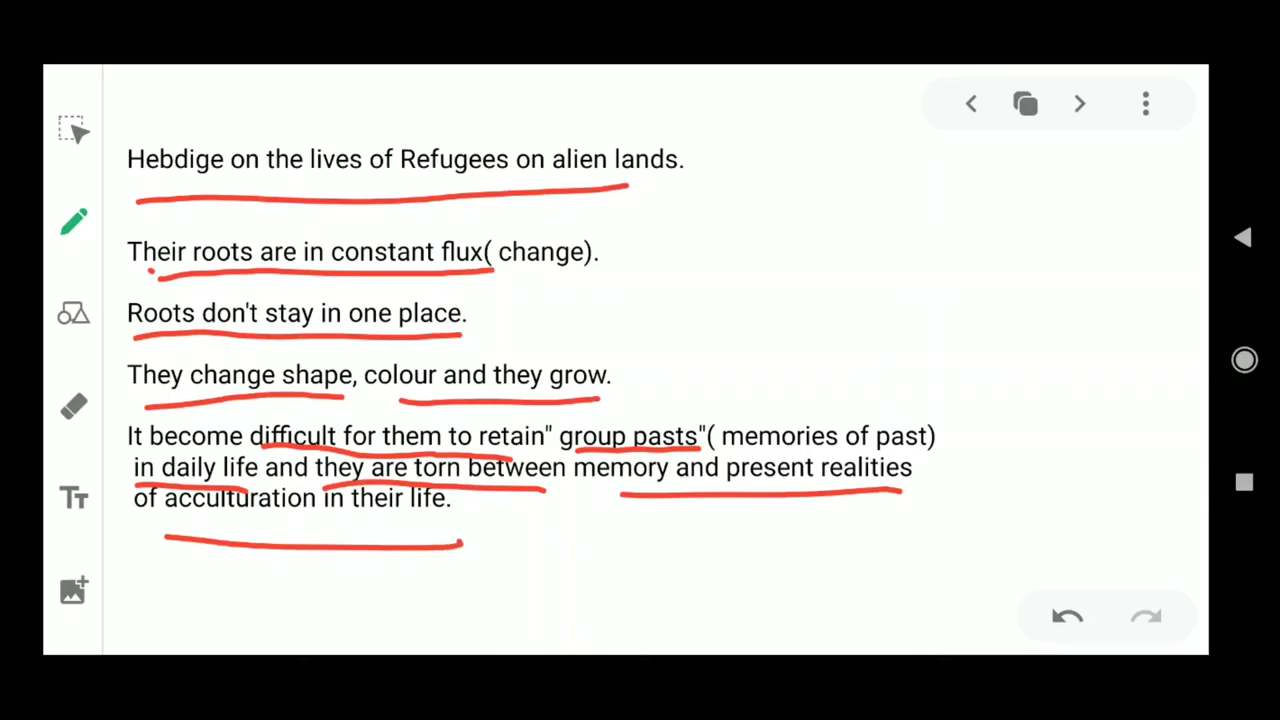 Hebdige on the lives of Refugees on alien lands.
Their roots are in constant flux( change).
Roots don't stay in one place.
They change shape, colour and they grow.
It become difficult for them to retain" group pasts"( memories of past)
in daily life and they are torn between memory and present realities
of acculturation in their life.
TT